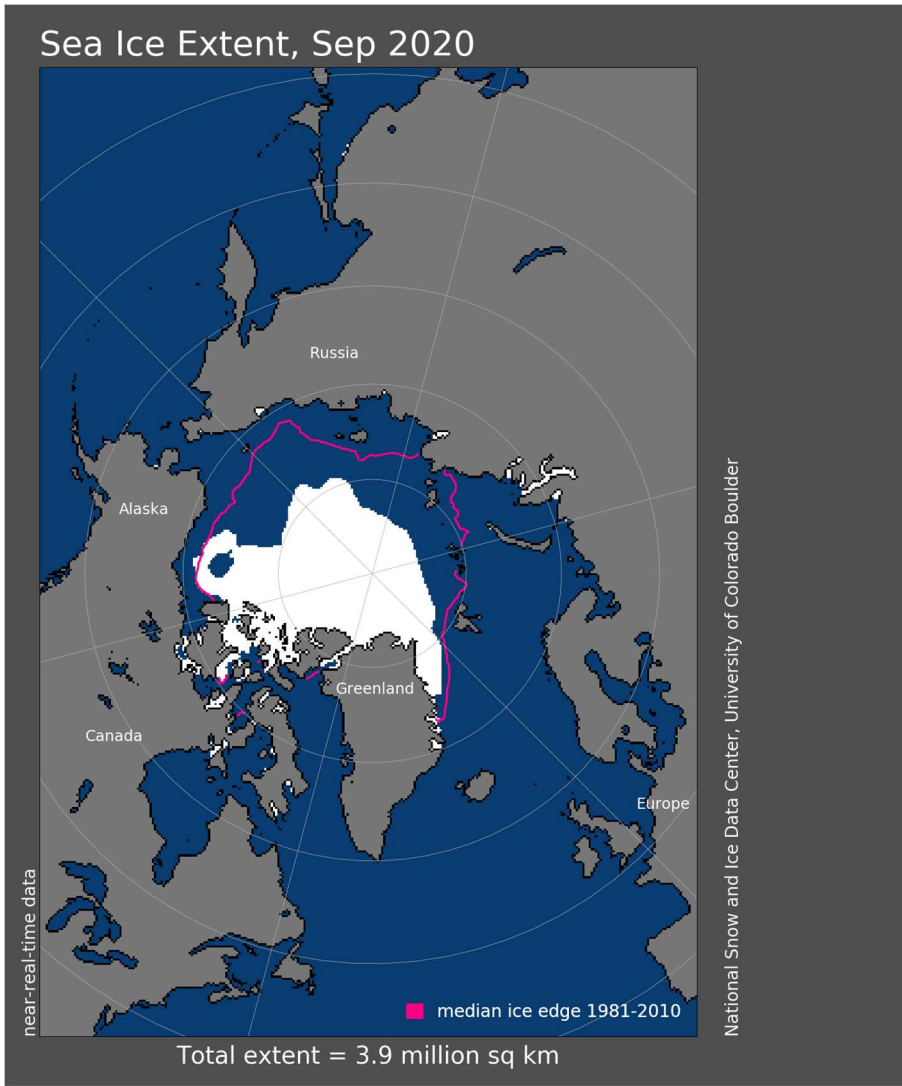 Sea Ice Extent, Sep 2020
Russia
Alaska
Greenland
Canada
Europe
near-real-time data
National Snow and Ice Data Center, University of Colorado Boulder
median ice edge 1981-2010
Total extent = 3.9 million sq km